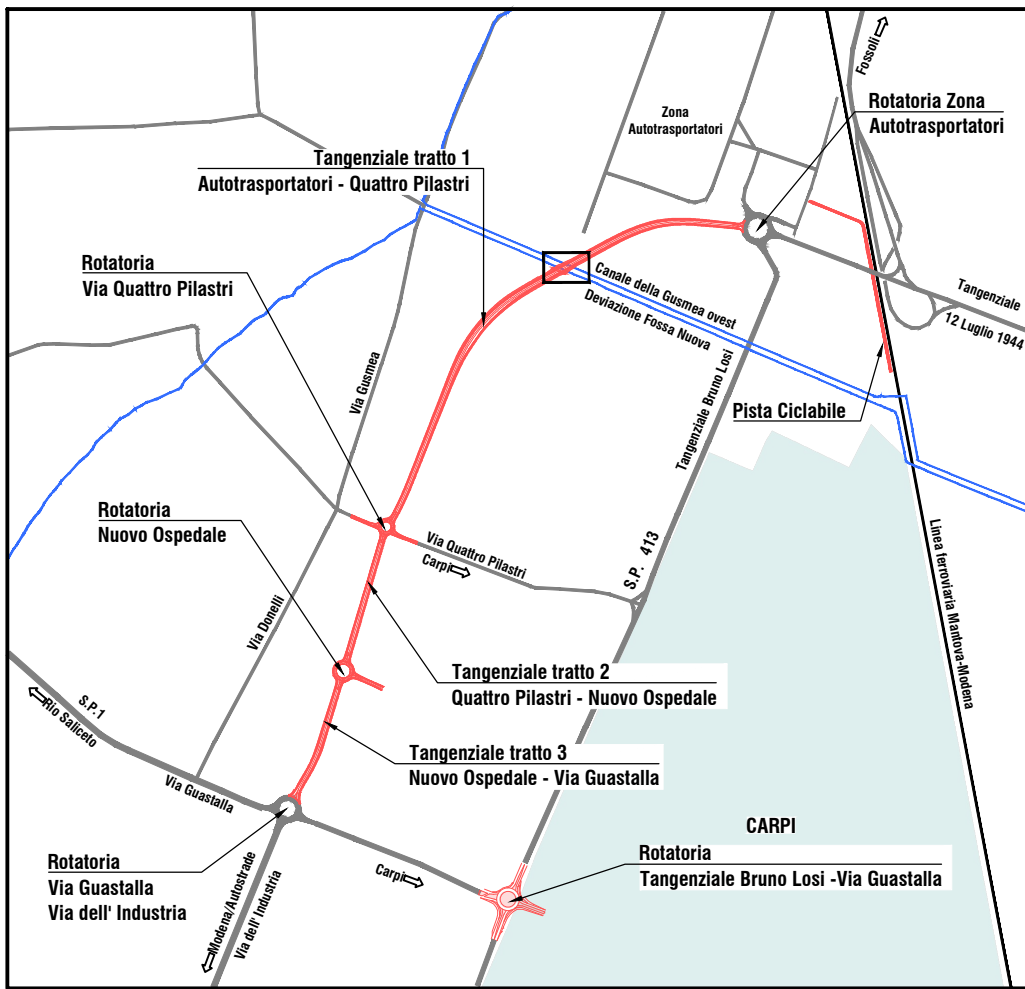 Fossoli
Zona
Autotrasportatori
Rotatoria Zona
Autotrasportatori
Tangenziale tratto 1
Autotrasportatori - Quattro Pilastri
Rotatoria
Via Quattro Pilastri
Canale della Gusmea ovest
Deviazione Fossa Nuova
Tangenziale
12 Luglio 1944
Via Gusmea
Tangenziale Bruno Losi
Pista Ciclabile
Rotatoria
Nuovo Ospedale
Via Quattro Pilastri
Carpi
S.P. 413
Linea ferroviaria Mantova-Modena
Via Donelli
Tangenziale tratto 2
Quattro Pilastri - Nuovo Ospedale
S.P.1
Rio Saliceto
Tangenziale tratto 3
Nuovo Ospedale - Via Guastalla
Via Guastalla
CARPI
Rotatoria
Via Guastalla
Via dell' Industria
Carpi
Rotatoria
Tangenziale Bruno Losi -Via Guastalla
Modena/Autostrade
Via dell' Industria